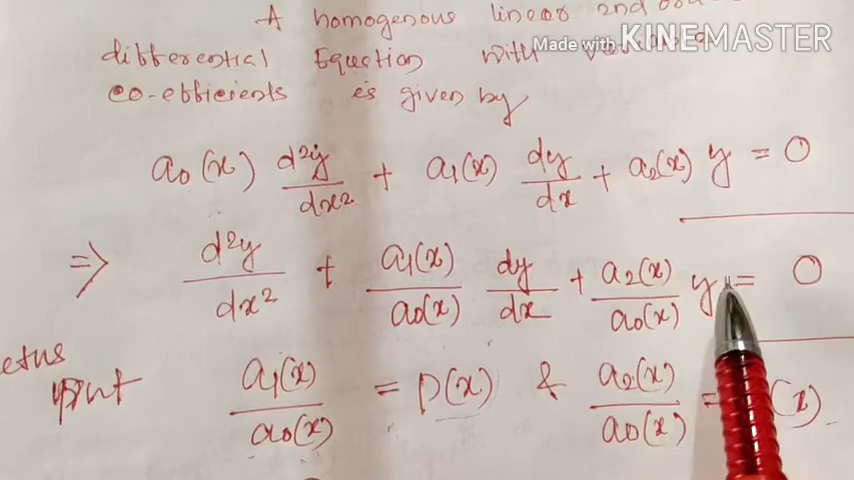 A homogenous linear 2nd
Made with KINEMASTER
differential Equation with
co-efficients is given by
a₀(x) d²y/dx² + a₁(x) dy/dx + a₂(x) y = 0
⇒ d²y/dx² + a₁(x)/a₀(x) dy/dx + a₂(x)/a₀(x) y = 0
a₁(x)/a₀(x) = P(x) & a₂(x)/a₀(x) = (x)